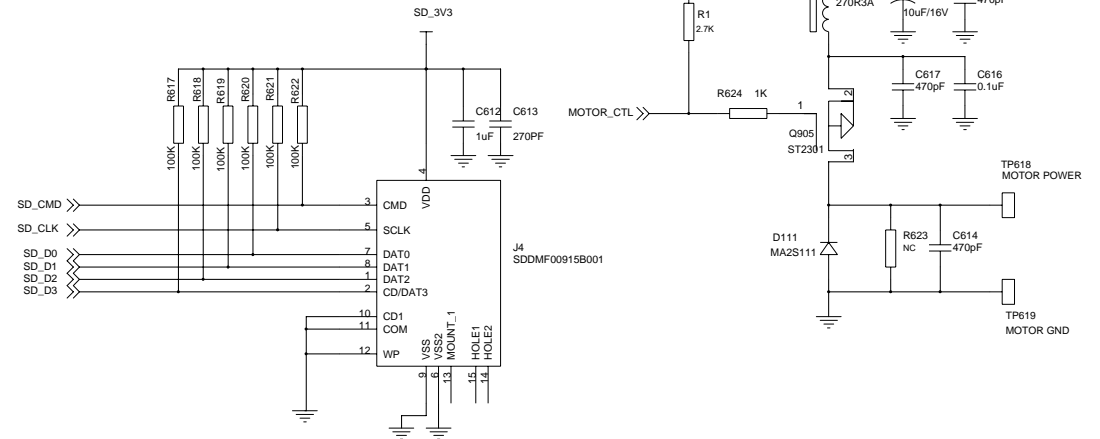 SD_3V3
R617
R618
R619
R620
R621
R622
100K
100K
100K
100K
100K
100K
C612
1uF
C613
270PF
4
VDD
SD_CMD
3
CMD
SD_CLK
5
SCLK
SD_D0
7
DAT0
SD_D1
8
DAT1
SD_D2
1
DAT2
SD_D3
2
CD/DAT3
10
CD1
11
COM
12
WP
VSS
VSS2
MOUNT_1
HOLE1
HOLE2
9
6
13
15
14
J4
SDDMF00915B001
R1
2.7K
MOTOR_CTL
R624 1K
1
2
3
Q905
ST2301
270R3A
10uF/16V
470pF
C617
470pF
C616
0.1uF
TP618
MOTOR POWER
D111
MA2S111
R623
NC
C614
470pF
TP619
MOTOR GND